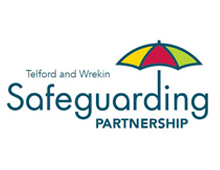 Telford and Wrekin
Safeguarding
PARTNERSHIP